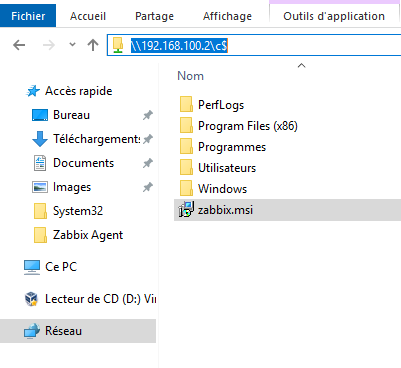 Fichier Accueil Partage Affichage Outils d'application
\\192.168.100.2\c$
Nom
Accès rapide
Bureau
Téléchargements
Documents
Images
System32
Zabbix Agent
Ce PC
Lecteur de CD (D:) Vir
Réseau
PerfLogs
Program Files (x86)
Programmes
Utilisateurs
Windows
zabbix.msi